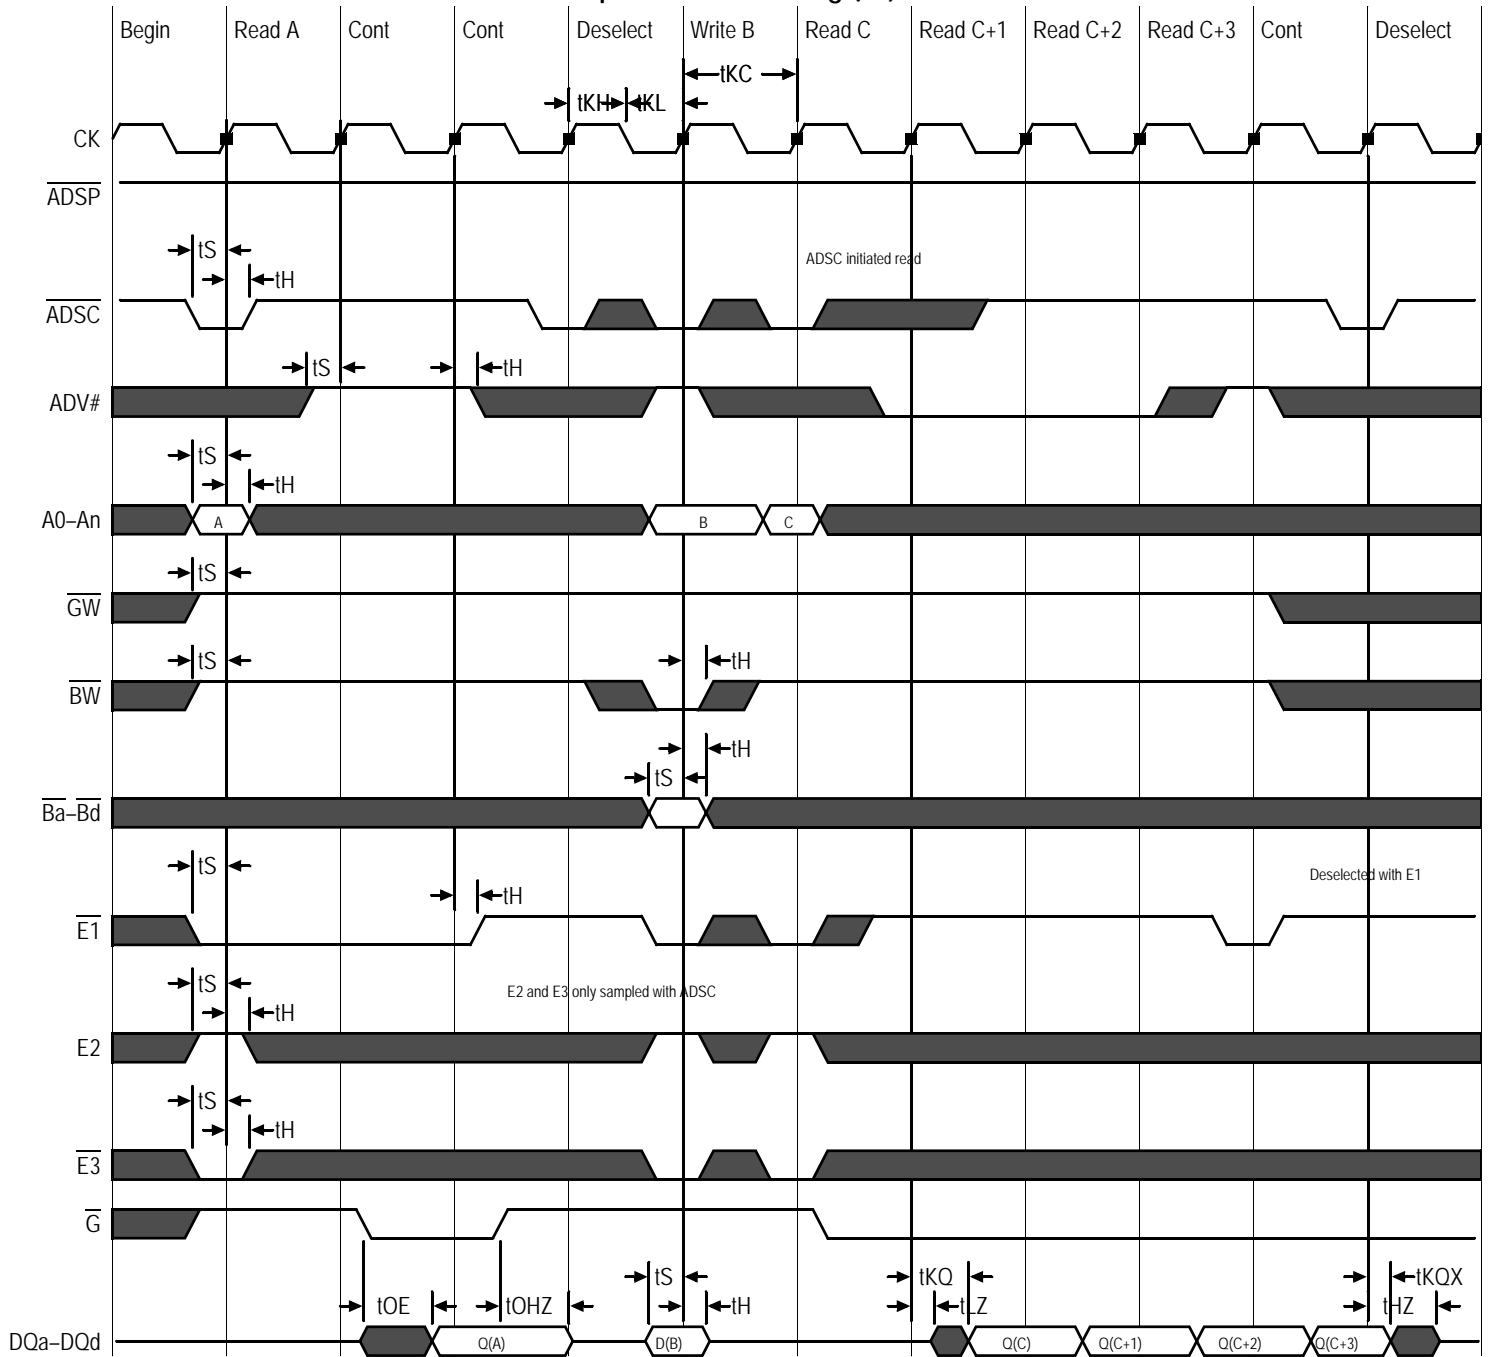 Begin Read A Cont Cont Deselect Write B Read C Read C+1 Read C+2 Read C+3 Cont Deselect
tKC
tKH tKL
CK
ADSP
tS
ADSC initiated read
tH
ADSC
tS tH
ADV#
tS
tH
A0–An A B C
tS
GW
tS tH
BW
tH
tS
Ba–Bd
tS
Deselected with E1
tH
E1
tS
E2 and E3 only sampled with ADSC
tH
E2
tS
tH
E3
G
tS tKQ tKQX
tOE tOHZ tH tLZ tHZ
DQa–DQd Q(A) D(B) Q(C) Q(C+1) Q(C+2) Q(C+3)